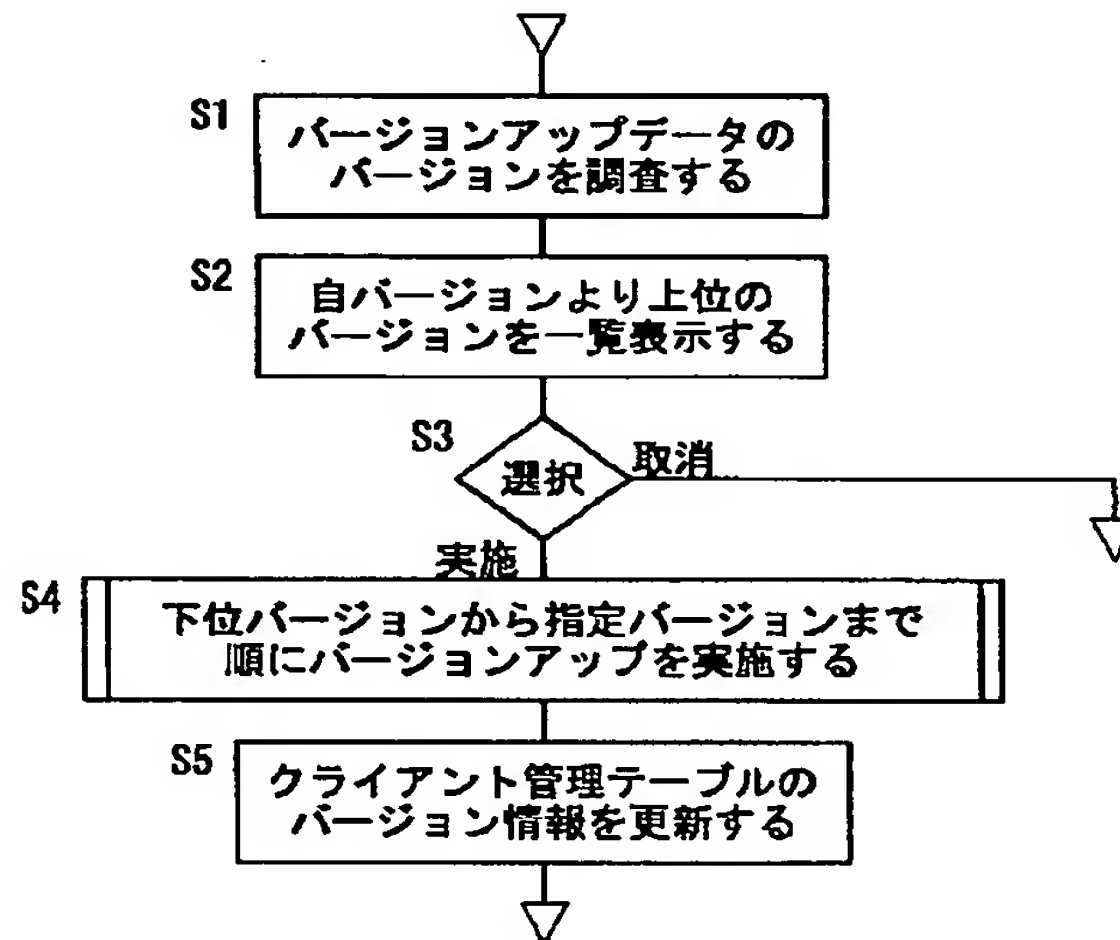 S1
バージョンアップデータの
バージョンを調査する
S2
自バージョンより上位の
バージョンを一覧表示する
S3
選択
取消
実施
S4
下位バージョンから指定バージョンまで
順にバージョンアップを実施する
S5
クライアント管理テーブルの
バージョン情報を更新する